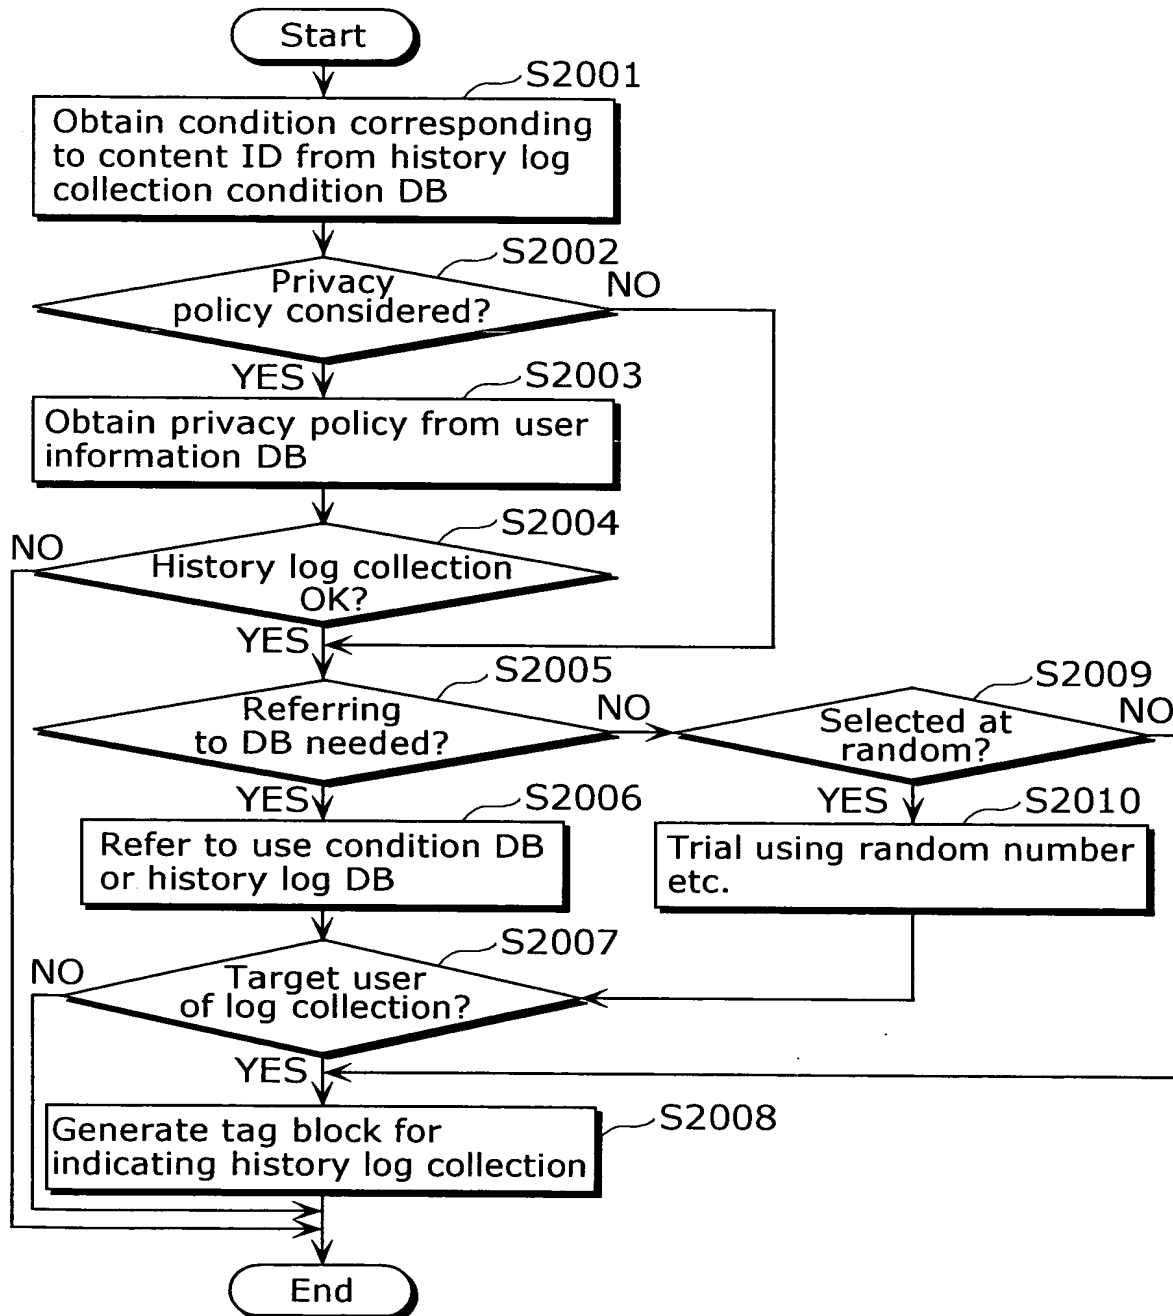 Start
S2001
Obtain condition corresponding
to content ID from history log
collection condition DB
S2002
Privacy
policy considered?
NO
YES
S2003
Obtain privacy policy from user
information DB
S2004
NO
History log collection
OK?
YES
S2005
Referring
to DB needed?
NO
S2009
Selected at
random?
NO
YES
S2006
Refer to use condition DB
or history log DB
YES
S2010
Trial using random number
etc.
S2007
NO
Target user
of log collection?
YES
S2008
Generate tag block for
indicating history log collection
End